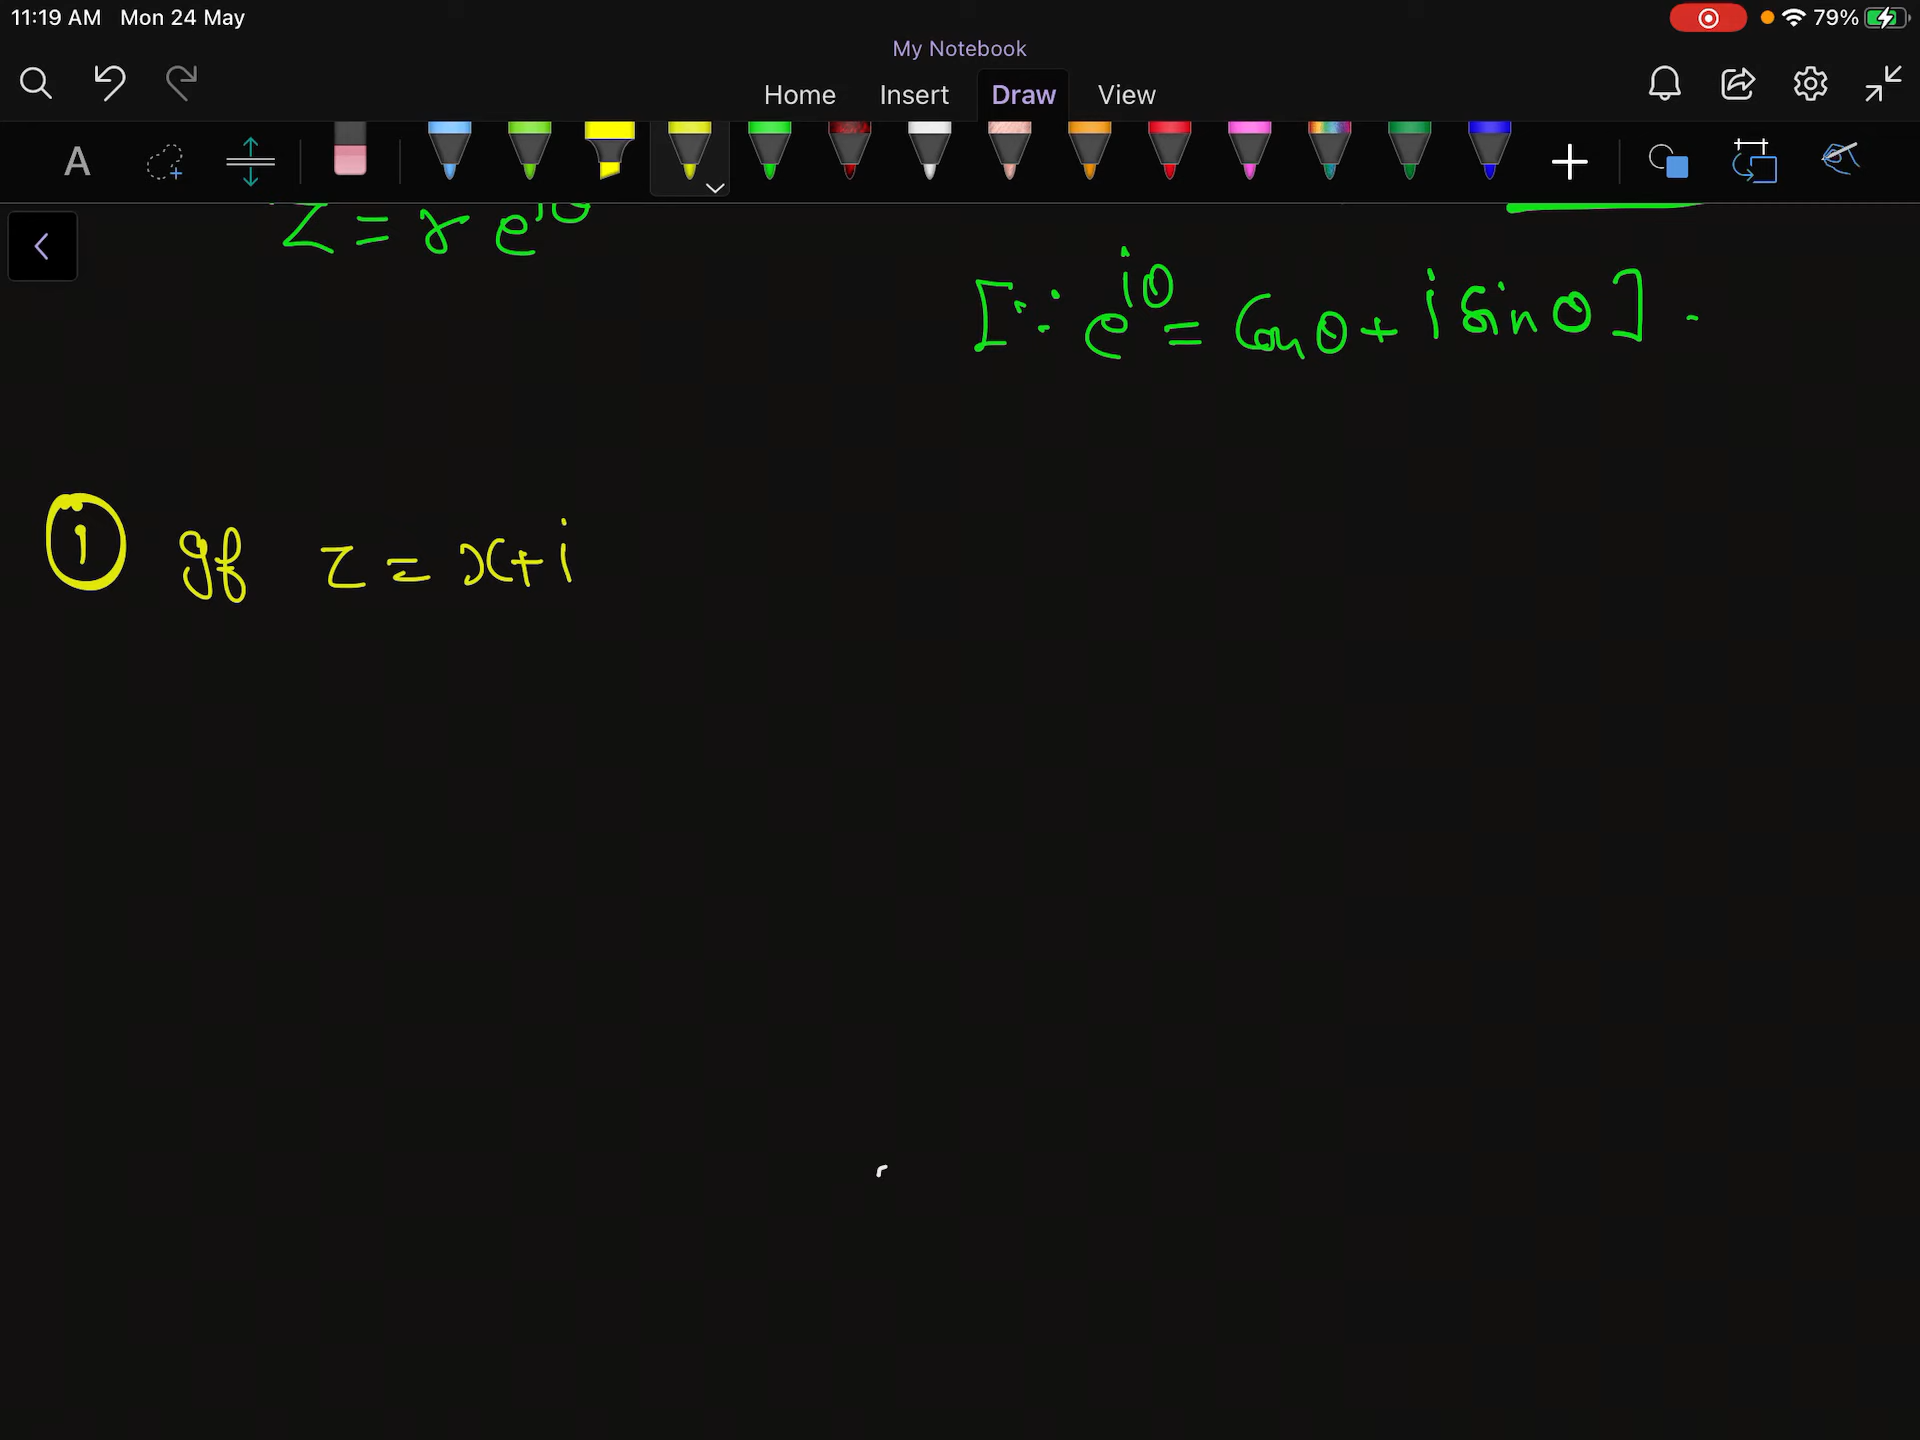 11:19 AM Mon 24 May
79%
My Notebook
Home Insert Draw View
A
z = r e^{iθ}
[∵ e^{iθ} = Cos θ + i Sin θ] -
① If z = x + i